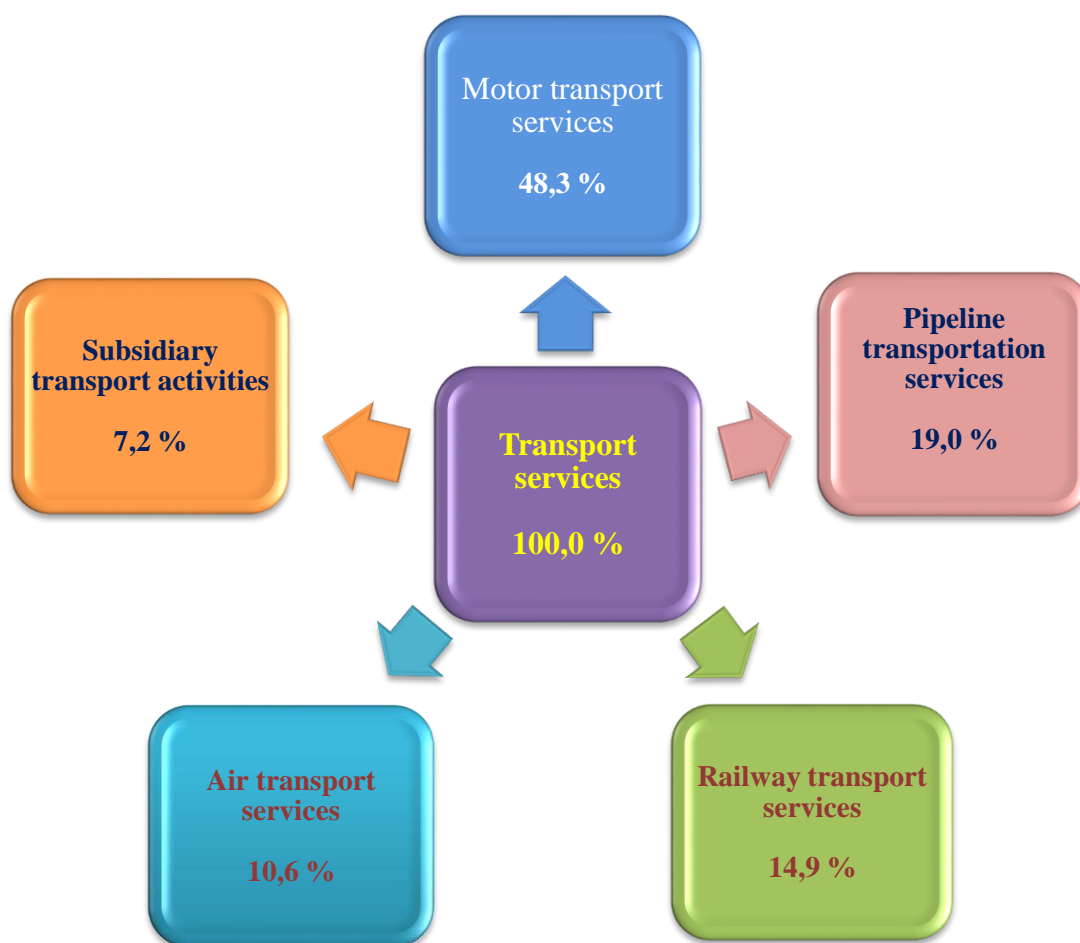 Motor transport
services
48,3 %
Subsidiary
transport activities
7,2 %
Pipeline
transportation
services
19,0 %
Transport
services
100,0 %
Air transport
services
10,6 %
Railway transport
services
14,9 %